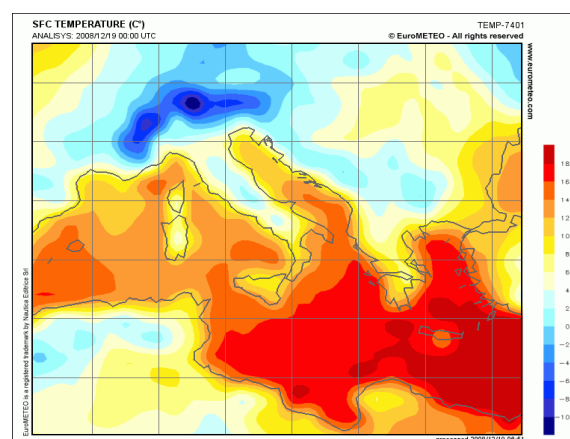 SFC TEMPERATURE (C°)
TEMP-7401
ANALISYS: 2008/12/19 00:00 UTC
© EuroMETEO - All rights reserved
www.eurometeo.com
EuroMETEO is a registered trademark by Nautica Editrice Srl
18
16
14
12
10
8
6
4
2
0
-2
-4
-6
-8
-10